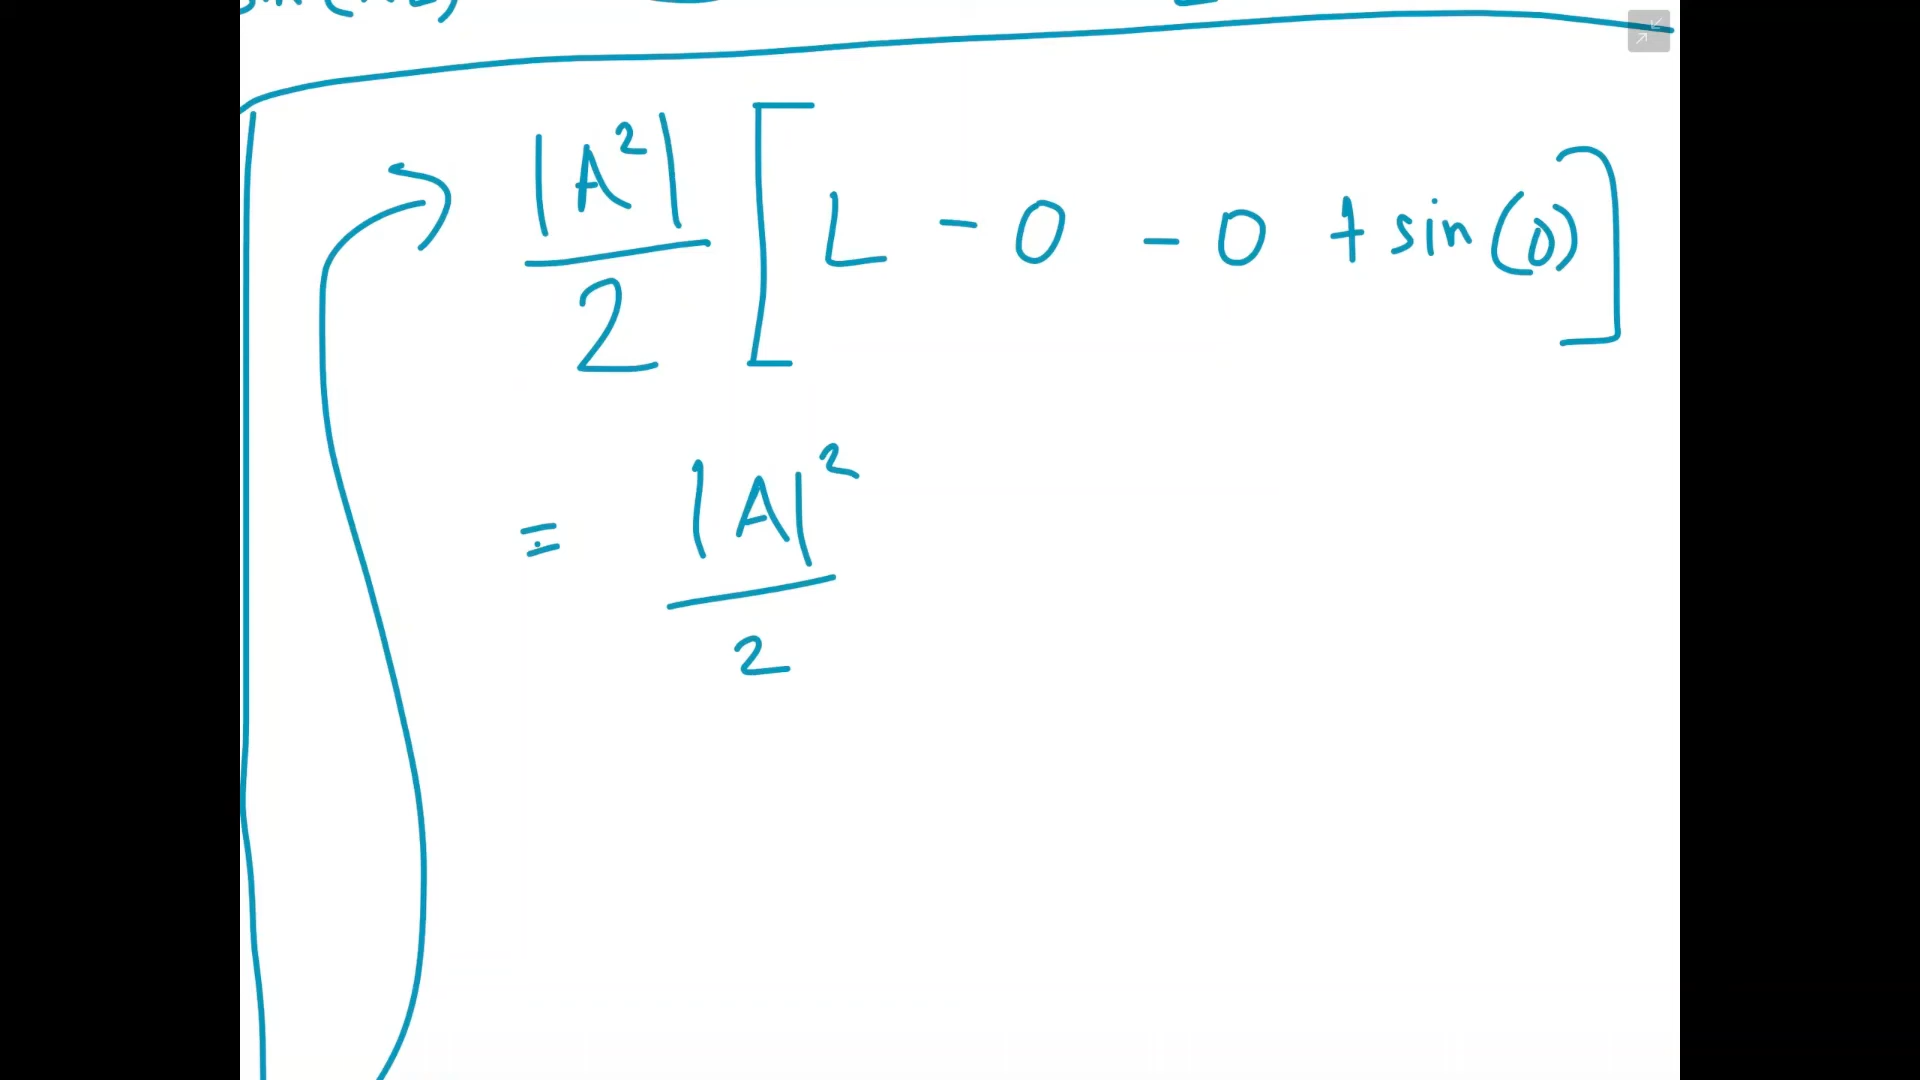 |A²|/2 [L - 0 - 0 + sin(0)]
= |A|²/2